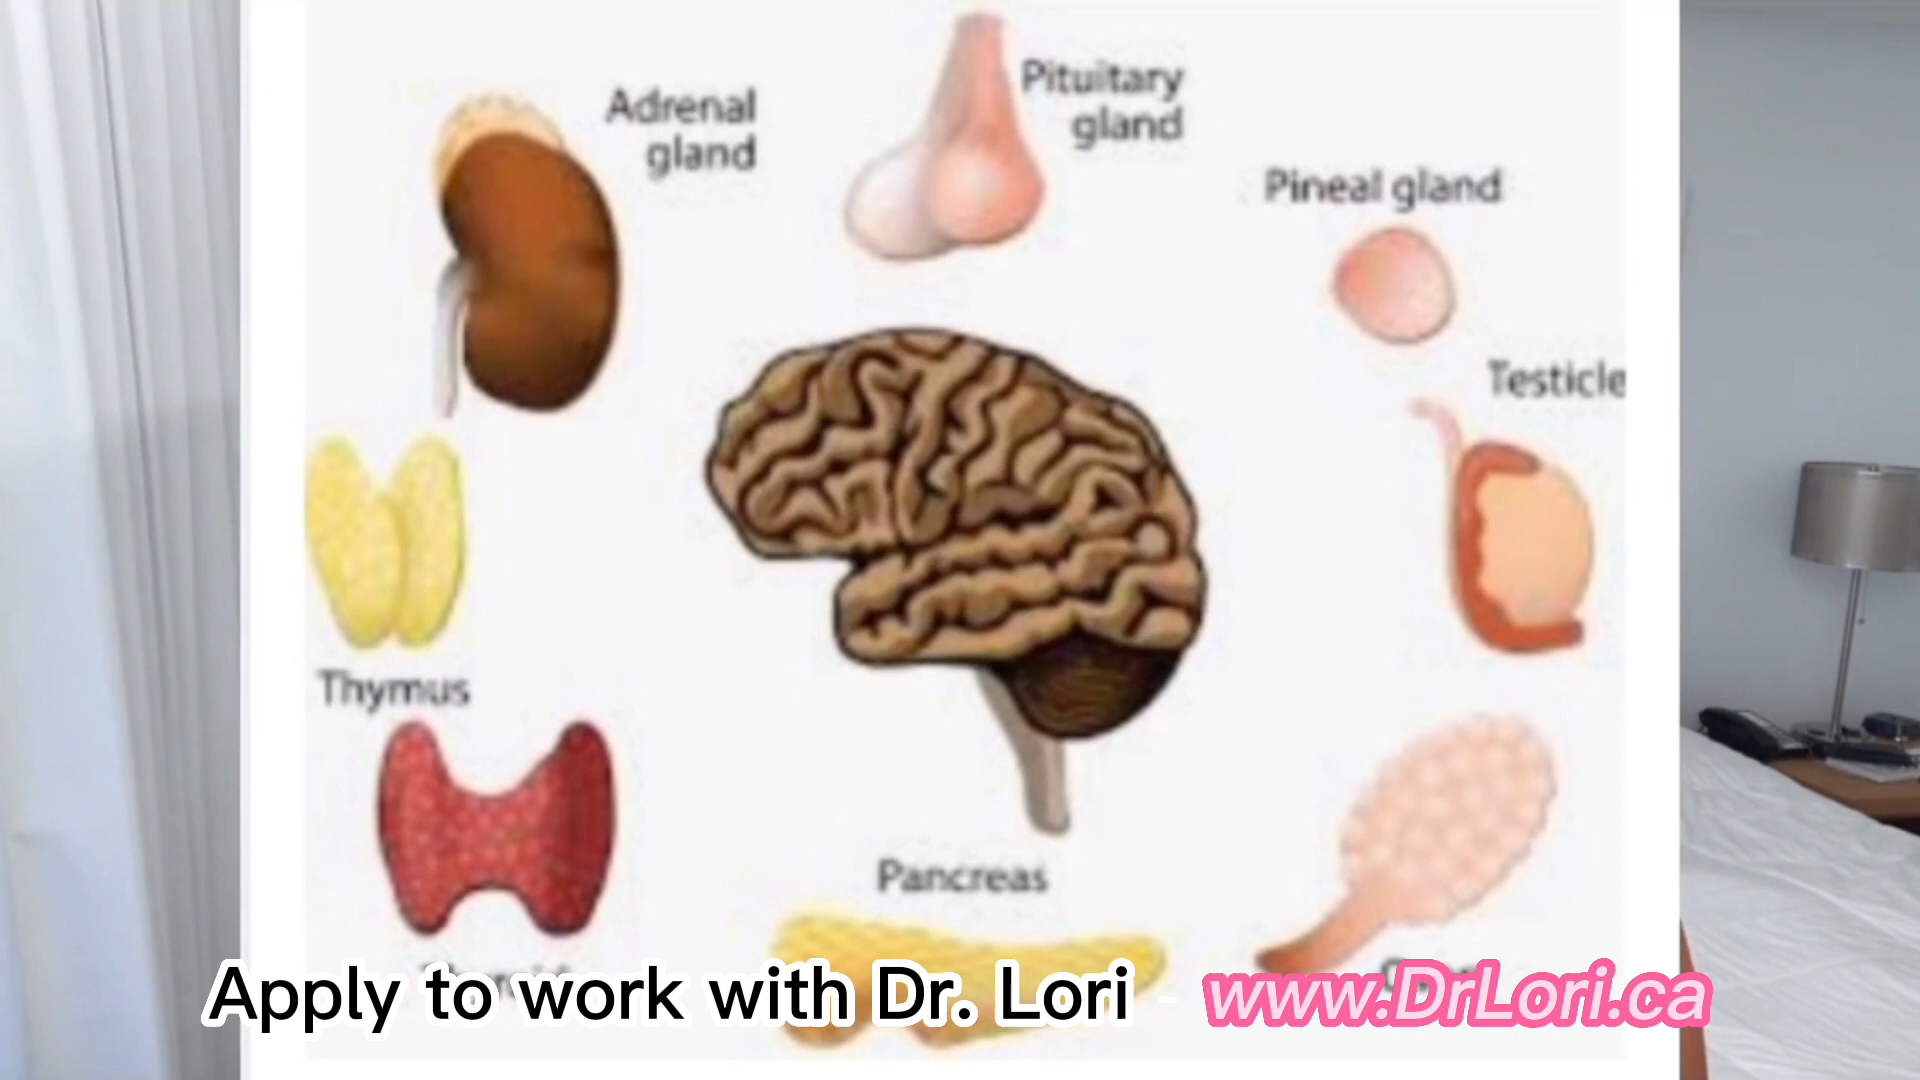 Adrenal
gland
Pituitary
gland
Pineal gland
Testicle
Thymus
Pancreas
Apply to work with Dr. Lori - www.DrLori.ca